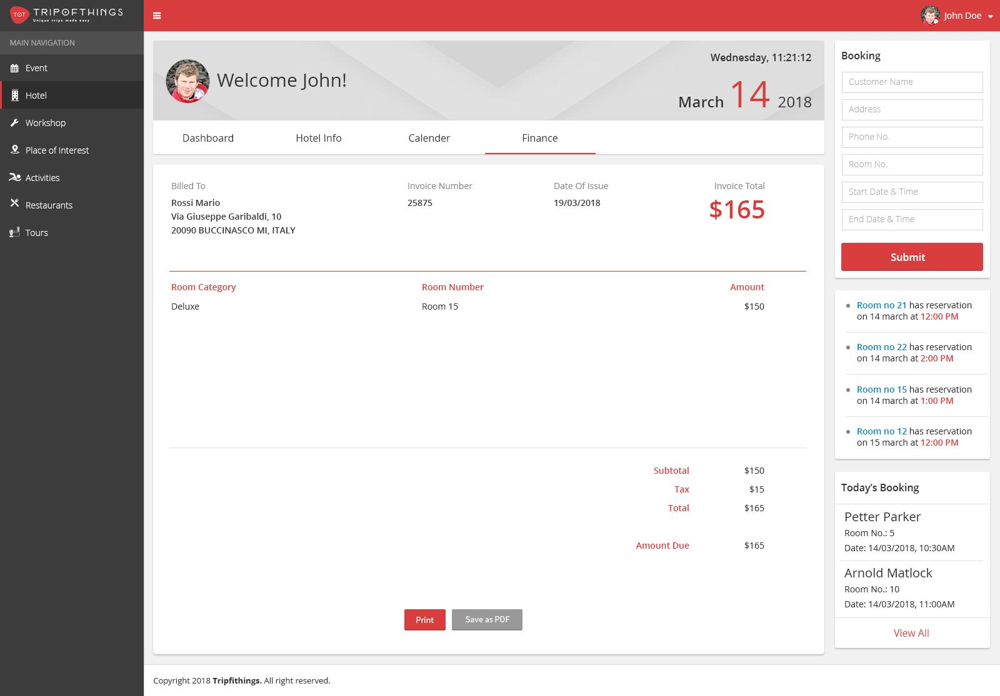 TOT TRIPOFTHINGS
Unique trips made easy
John Doe
MAIN NAVIGATION
Event
Hotel
Workshop
Place of Interest
Activities
Restaurants
Tours
Welcome John!
Wednesday, 11:21:12
March 14 2018
Dashboard
Hotel Info
Calender
Finance
Billed To
Rossi Mario
Via Giuseppe Garibaldi, 10
20090 BUCCINASCO MI, ITALY
Invoice Number
25875
Date Of Issue
19/03/2018
Invoice Total
$165
Room Category Room Number Amount
Deluxe Room 15 $150
Subtotal $150
Tax $15
Total $165
Amount Due $165
Print
Save as PDF
Booking
Customer Name
Address
Phone No.
Room No.
Start Date & Time
End Date & Time
Submit
Room no 21 has reservation
on 14 march at 12:00 PM
Room no 22 has reservation
on 14 march at 2:00 PM
Room no 15 has reservation
on 14 march at 1:00 PM
Room no 12 has reservation
on 15 march at 12:00 PM
Today’s Booking
Petter Parker
Room No.: 5
Date: 14/03/2018, 10:30AM
Arnold Matlock
Room No.: 10
Date: 14/03/2018, 11:00AM
View All
Copyright 2018 Tripfithings. All right reserved.